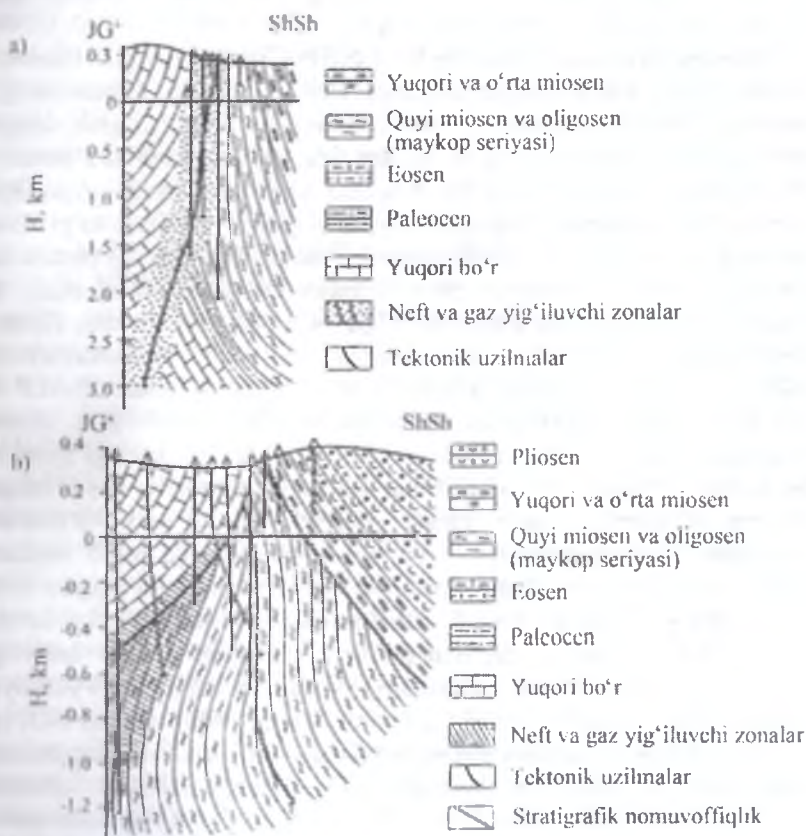 a)
JG‘
ShSh
0.3
0
0.5
1.0
1.5
2.0
2.5
3.0
H, km
Yuqori va o‘rta miosen
Quyi miosen va oligosen
(maykop seriyasi)
Eosen
Paleocen
Yuqori bo‘r
Neft va gaz yig‘iluvchi zonalar
Tektonik uzilmalar
b)
JG‘
ShSh
0.4
0.2
0
-0.2
-0.4
-0.6
-0.8
-1.0
-1.2
H, km
Pliosen
Yuqori va o‘rta miosen
Quyi miosen va oligosen
(maykop seriyasi)
Eosen
Paleocen
Yuqori bo‘r
Neft va gaz yig‘iluvchi zonalar
Tektonik uzilmalar
Stratigrafik nomuvoffiqlik